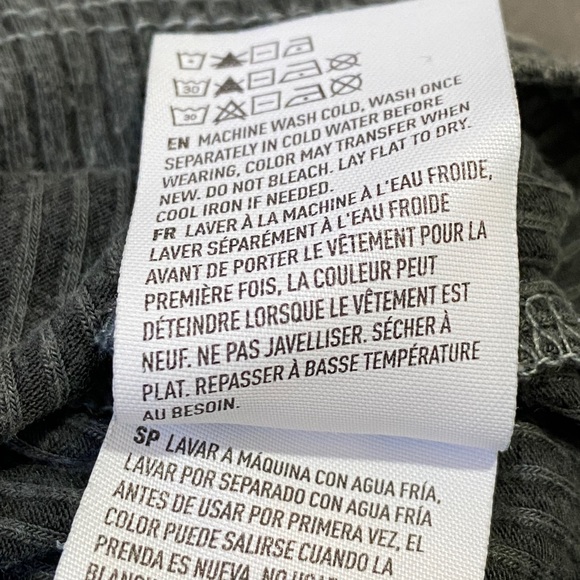 30
30
EN MACHINE WASH COLD, WASH ONCE
SEPARATELY IN COLD WATER BEFORE
WEARING, COLOR MAY TRANSFER WHEN
NEW. DO NOT BLEACH. LAY FLAT TO DRY.
COOL IRON IF NEEDED.
FR LAVER À LA MACHINE À L'EAU FROIDE,
LAVER SÉPARÉMENT À L'EAU FROIDE
AVANT DE PORTER LE VÊTEMENT POUR LA
PREMIÈRE FOIS, LA COULEUR PEUT
DÉTEINDRE LORSQUE LE VÊTEMENT EST
NEUF. NE PAS JAVELLISER. SÉCHER À
PLAT. REPASSER À BASSE TEMPÉRATURE
AU BESOIN.
SP LAVAR A MÁQUINA CON AGUA FRÍA,
LAVAR POR SEPARADO CON AGUA FRÍA
ANTES DE USAR POR PRIMERA VEZ, EL
COLOR PUEDE SALIRSE CUANDO LA
PRENDA ES NUEVA. NO